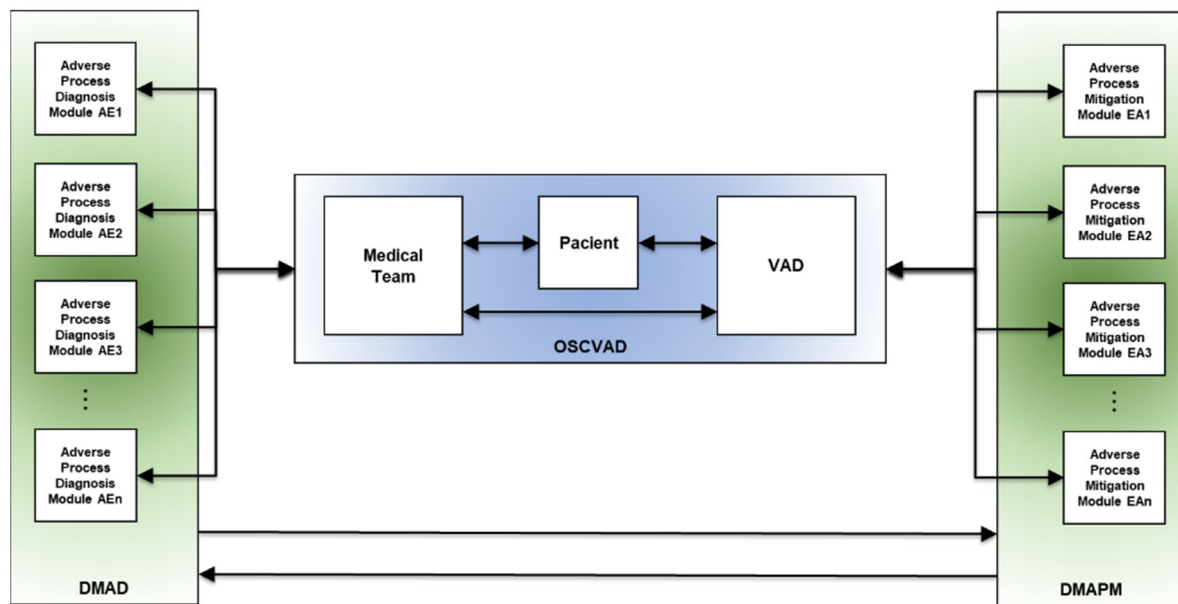 Adverse
Process
Diagnosis
Module AE1
Adverse
Process
Diagnosis
Module AE2
Adverse
Process
Diagnosis
Module AE3
⋮
Adverse
Process
Diagnosis
Module AEn
DMAD
Medical
Team
Pacient
VAD
OSCVAD
Adverse
Process
Mitigation
Module EA1
Adverse
Process
Mitigation
Module EA2
Adverse
Process
Mitigation
Module EA3
⋮
Adverse
Process
Mitigation
Module EAn
DMAPM